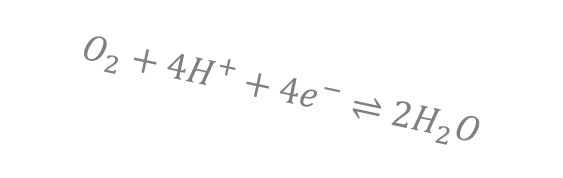 O₂ + 4H⁺ + 4e⁻ ⇌ 2H₂O